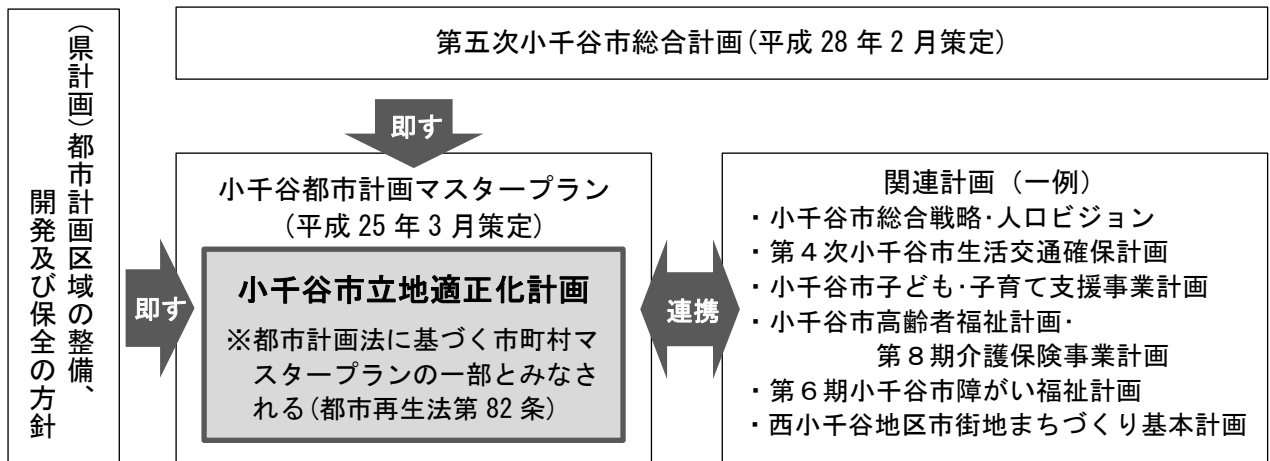 (県計画)都市計画区域の整備、
開発及び保全の方針
第五次小千谷市総合計画(平成 28 年 2 月策定)
即す
即す
小千谷都市計画マスタープラン
(平成 25 年 3 月策定)
小千谷市立地適正化計画
※都市計画法に基づく市町村マ
スタープランの一部とみなさ
れる(都市再生法第 82 条)
連携
関連計画（一例）
・小千谷市総合戦略･人口ビジョン
・第４次小千谷市生活交通確保計画
・小千谷市子ども･子育て支援事業計画
・小千谷市高齢者福祉計画･
第８期介護保険事業計画
・第６期小千谷市障がい福祉計画
・西小千谷地区市街地まちづくり基本計画